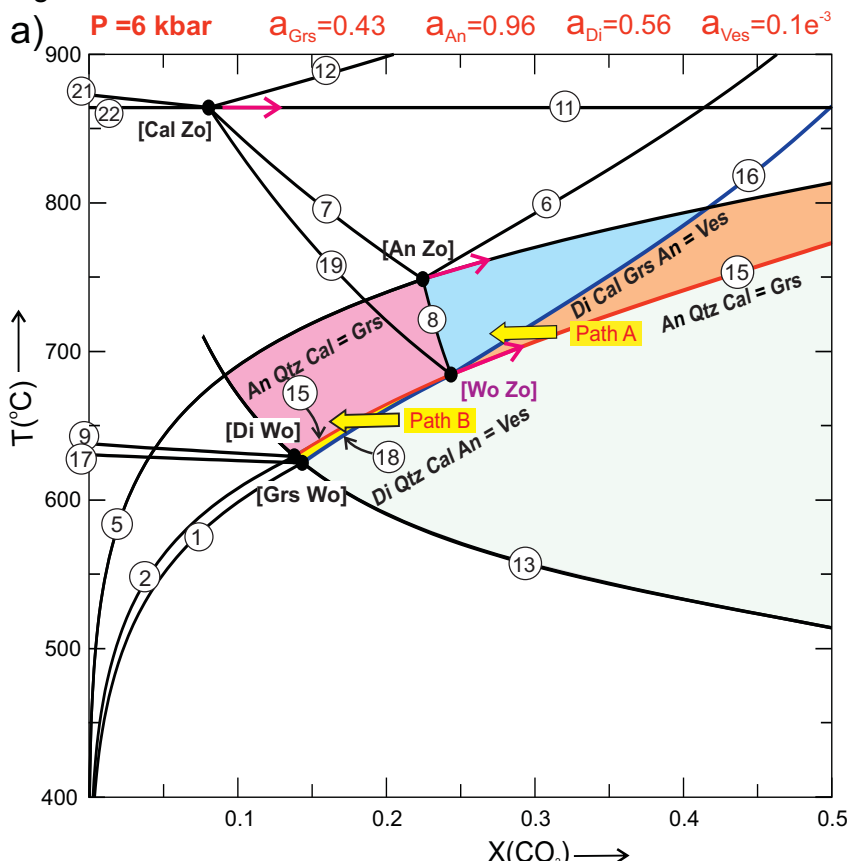 a) P =6 kbar aGrs=0.43 aAn=0.96 aDi=0.56 aVes=0.1e-3
900
12
21
22
11
[Cal Zo]
16
800
7
6
[An Zo]
19
Di Cal Grs An = Ves
15
An Qtz Cal = Grs
8
An Qtz Cal = Grs
Path A
700
T(°C)
[Wo Zo]
15
[Di Wo]
Path B
9
18
17
Di Qtz Cal An = Ves
600
[Grs Wo]
5
1
13
2
500
400
0.1
0.2
0.3
0.4
0.5